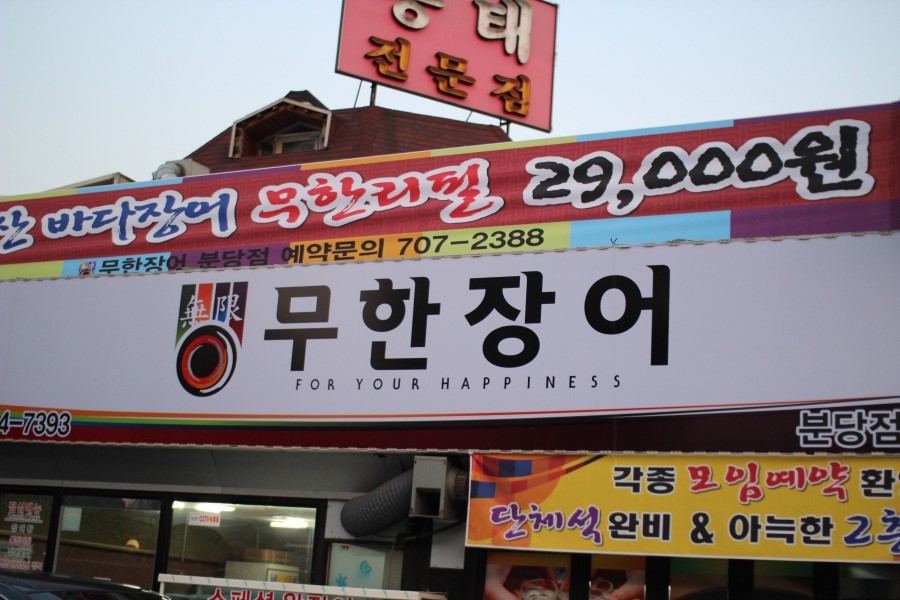 전문점
바다장어 무한리필 29,000원
무한장어 분당점 예약문의 707-2388
無限
무한장어
FOR YOUR HAPPINESS
4-7393
분당점
각종 모임예약 환
단체석 완비 & 아늑한 2층